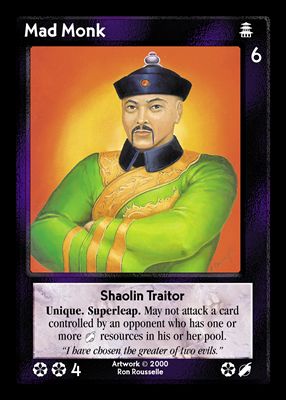 Mad Monk
6
Shaolin Traitor
Unique. Superleap. May not attack a card
controlled by an opponent who has one or
more resources in his or her pool.
"I have chosen the greater of two evils."
Artwork © 2000
Ron Rousselle
4